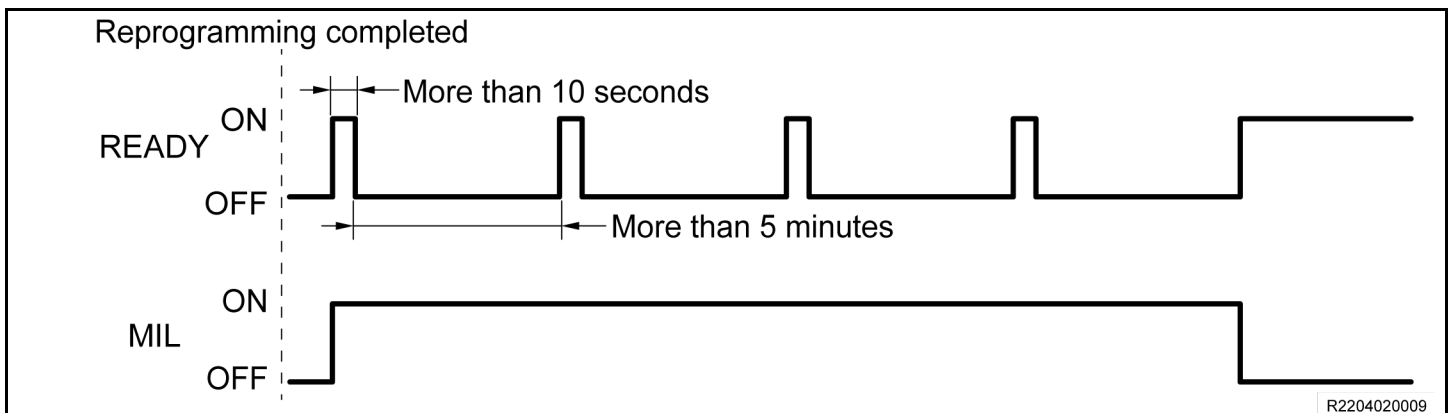 Reprogramming completed
More than 10 seconds
ON
READY
OFF
More than 5 minutes
ON
MIL
OFF
R2204020009